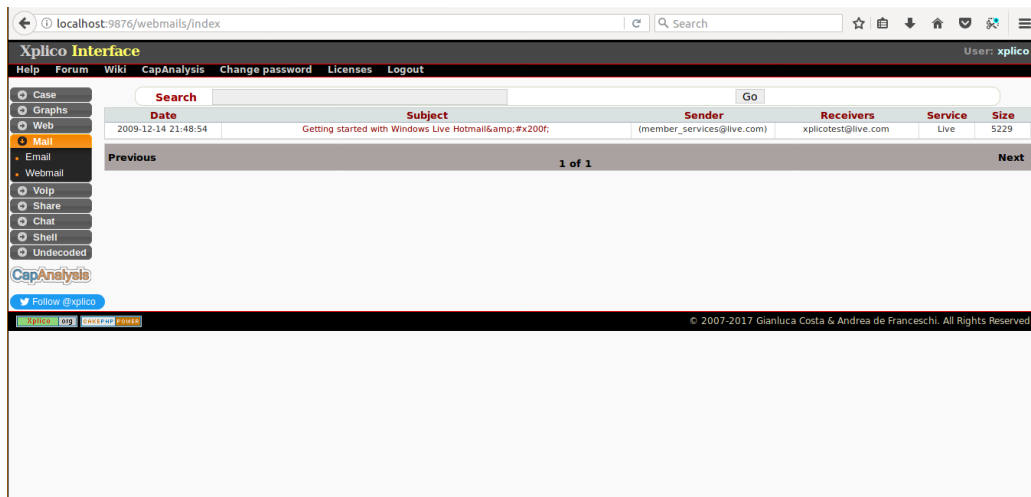 localhost:9876/webmails/index
Search
Xplico Interface
User: xplico
Help Forum Wiki CapAnalysis Change password Licenses Logout
Case
Graphs
Web
Mail
Email
Webmail
Voip
Share
Chat
Shell
Undecoded
CapAnalysis
Follow @xplico
Search Go
Date Subject Sender Receivers Service Size
2009-12-14 21:48:54 Getting started with Windows Live Hotmail&amp;#x200f; (member_services@live.com) xplicotest@live.com Live 5229
Previous 1 of 1 Next
Xplico .org CAKEPHP POWER
© 2007-2017 Gianluca Costa & Andrea de Franceschi. All Rights Reserved